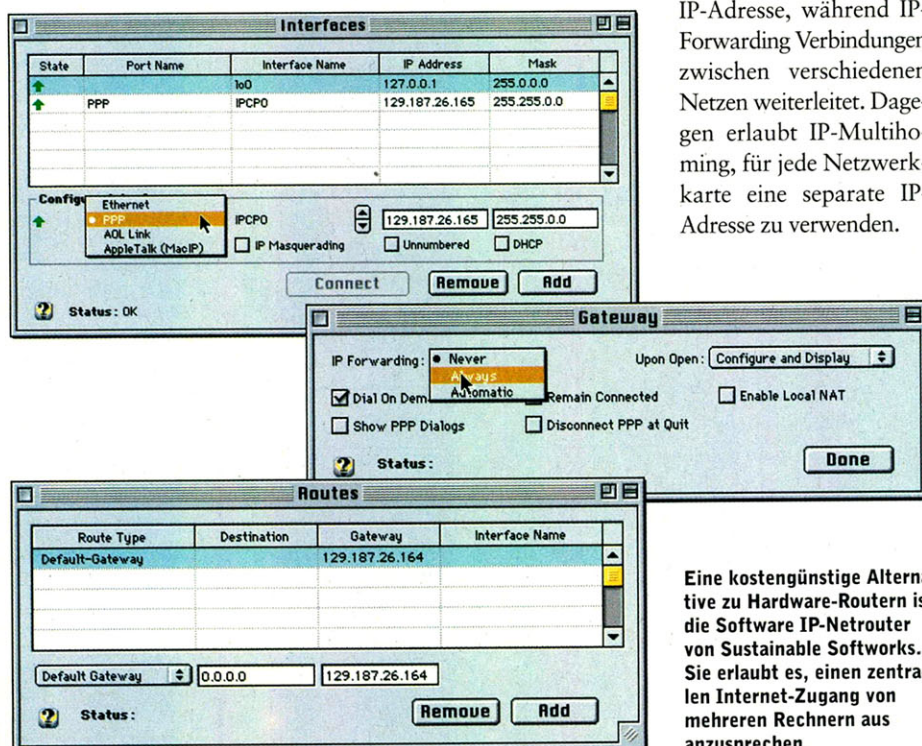 Interfaces
State Port Name Interface Name IP Address Mask
lo0 127.0.0.1 255.0.0.0
PPP IPCP0 129.187.26.165 255.255.0.0
Ethernet
PPP IPCP0 129.187.26.165 255.255.0.0
AOL Link
AppleTalk (MacIP) IP Masquerading Unnumbered DHCP
Connect Remove Add
Status: OK
IP-Adresse, während IP-
Forwarding Verbindungen
zwischen verschiedenen
Netzen weiterleitet. Dage-
gen erlaubt IP-Multiho-
ming, für jede Netzwerk-
karte eine separate IP-
Adresse zu verwenden.
Gateway
IP Forwarding: Never Upon Open: Configure and Display
Always
Automatic
Dial On Dem Remain Connected Enable Local NAT
Show PPP Dialogs Disconnect PPP at Quit
Status: Done
Routes
Route Type Destination Gateway Interface Name
Default-Gateway 129.187.26.164
Default Gateway 0.0.0.0 129.187.26.164
Status: Remove Add
Eine kostengünstige Alterna
tive zu Hardware-Routern is
die Software IP-Netrouter
von Sustainable Softworks.
Sie erlaubt es, einen zentra
len Internet-Zugang von
mehreren Rechnern aus
anzusprechen